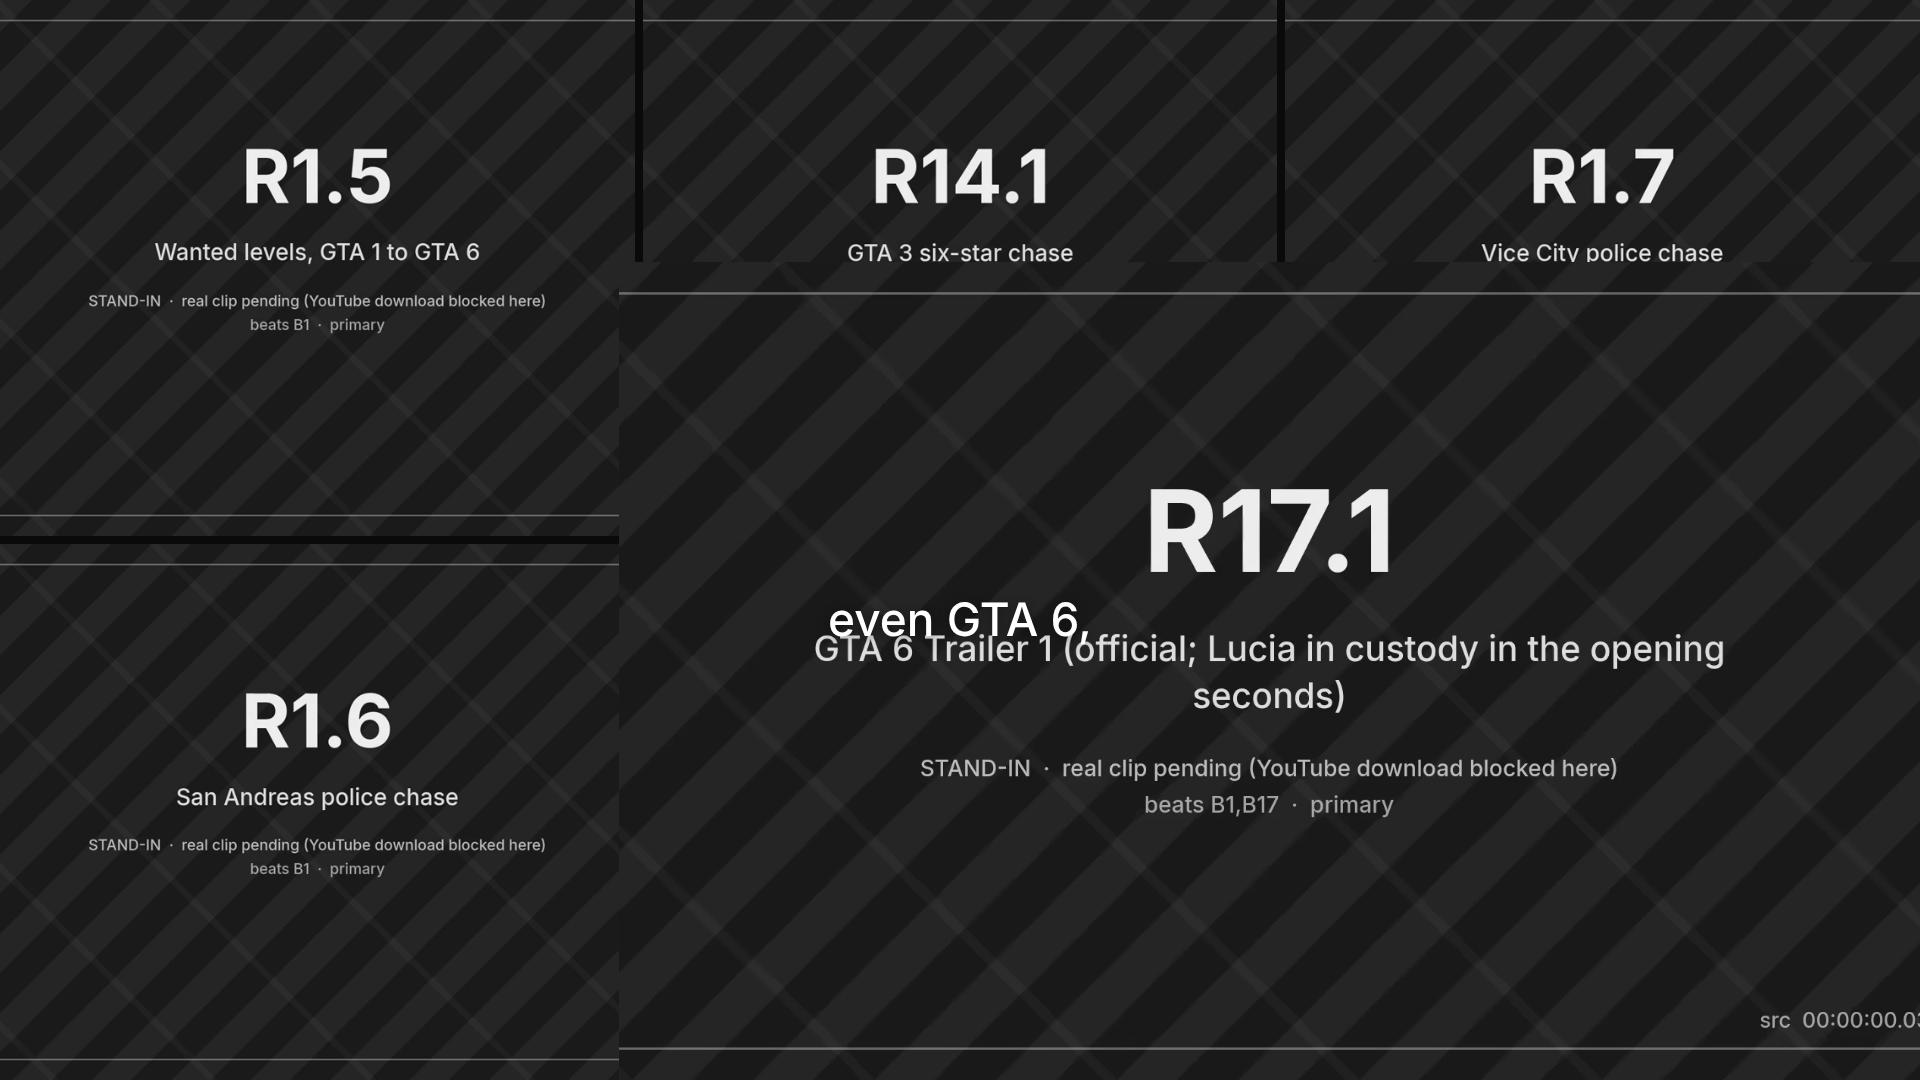 R1.5
Wanted levels, GTA 1 to GTA 6
STAND-IN · real clip pending (YouTube download blocked here)
beats B1 · primary
R14.1
GTA 3 six-star chase
R1.7
Vice City police chase
R1.6
San Andreas police chase
STAND-IN · real clip pending (YouTube download blocked here)
beats B1 · primary
R17.1
even GTA 6,
GTA 6 Trailer 1 (official; Lucia in custody in the opening
seconds)
STAND-IN · real clip pending (YouTube download blocked here)
beats B1,B17 · primary
src 00:00:00.03